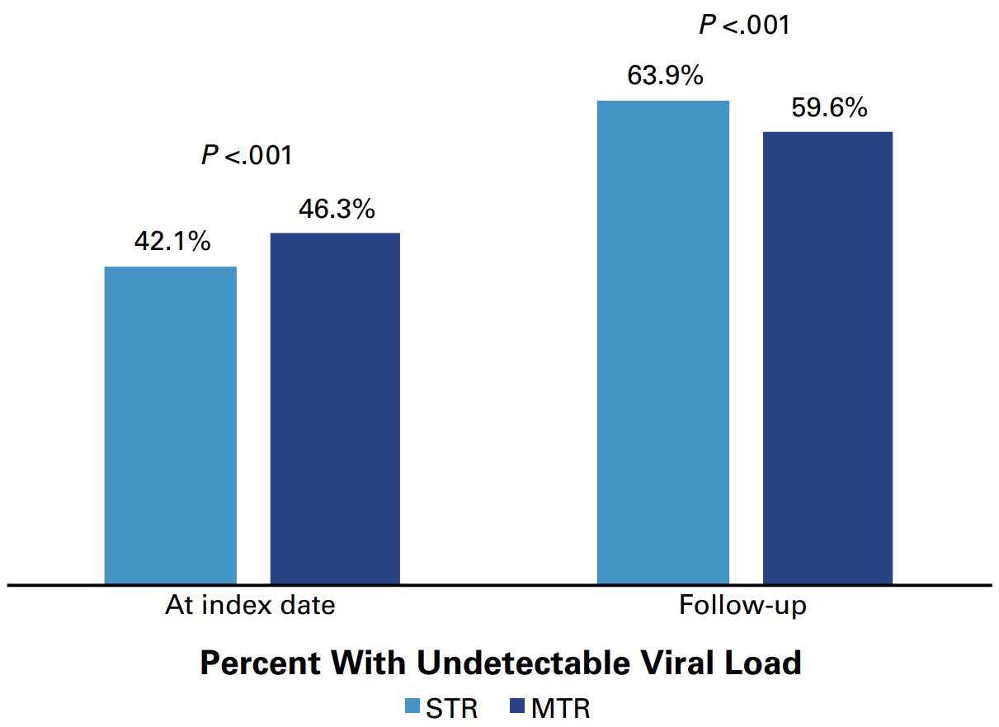 P <.001
63.9%
59.6%
P <.001
46.3%
42.1%
At index date
Follow-up
Percent With Undetectable Viral Load
STR MTR